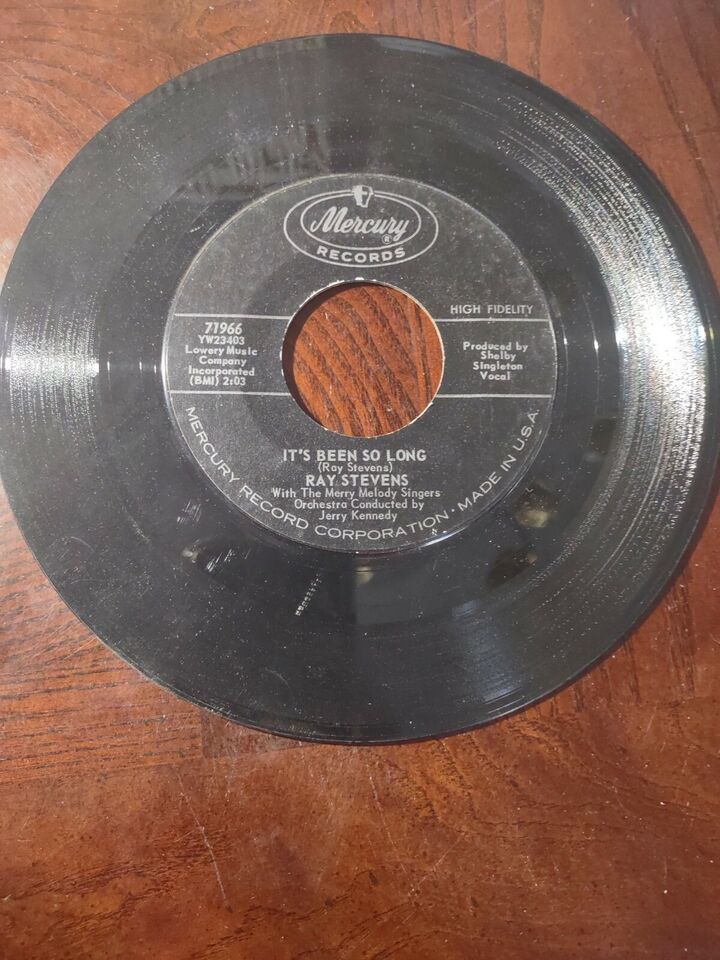 Mercury
®
RECORDS
HIGH FIDELITY
71966
YW23403
Lowery Music
Company
Incorporated
(BMI) 2:03
Produced by
Shelby
Singleton
Vocal
IT'S BEEN SO LONG
(Ray Stevens)
RAY STEVENS
With The Merry Melody Singers
Orchestra Conducted by
Jerry Kennedy
MERCURY RECORD CORPORATION · MADE IN U.S.A.